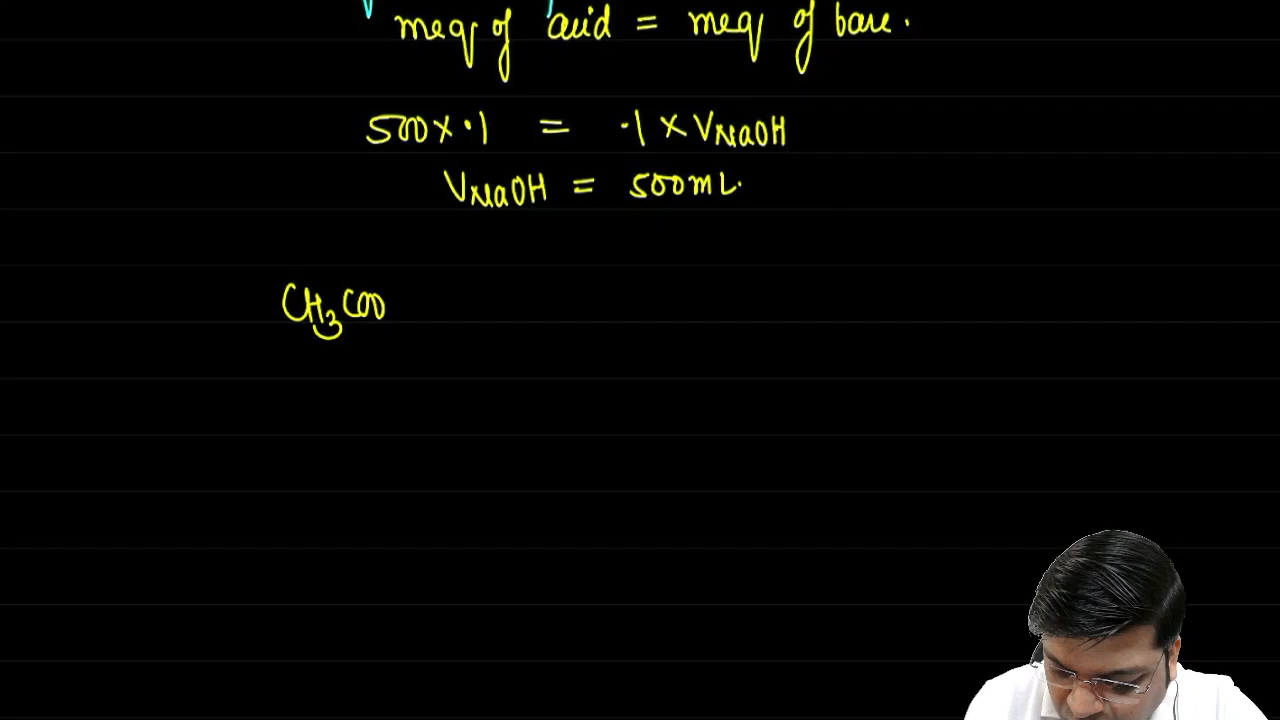 meq of acid = meq of base.
500 x .1 = .1 x VNaOH
VNaOH = 500mL.
CH3COO